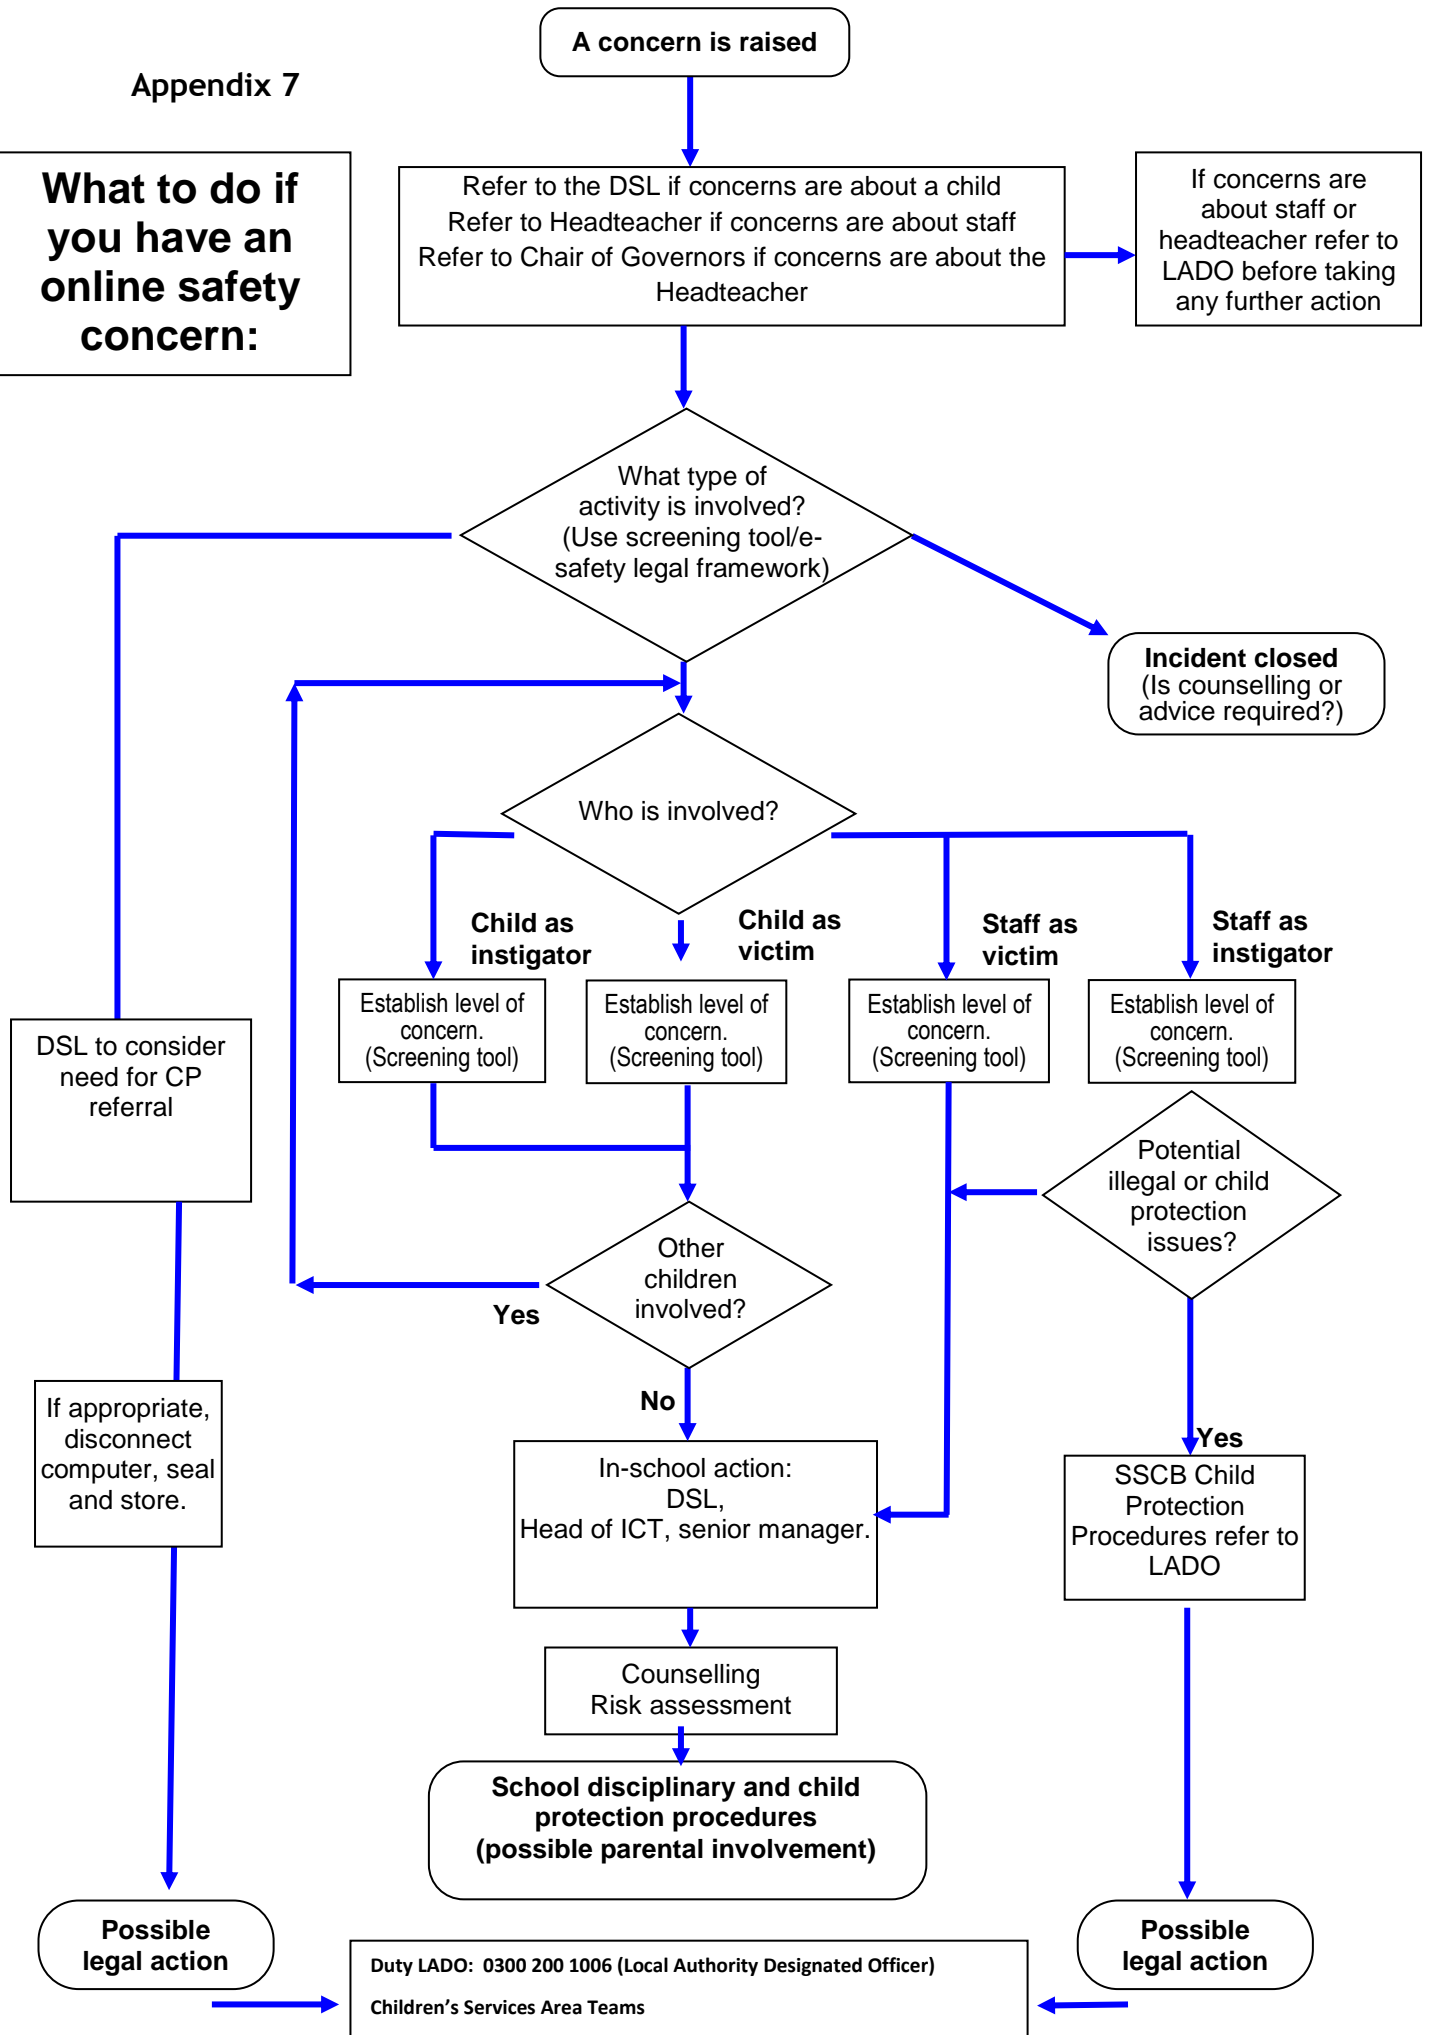 A concern is raised
Appendix 7
What to do if
you have an
online safety
concern:
Refer to the DSL if concerns are about a child
Refer to Headteacher if concerns are about staff
Refer to Chair of Governors if concerns are about the
Headteacher
If concerns are
about staff or
headteacher refer to
LADO before taking
any further action
What type of
activity is involved?
(Use screening tool/e-
safety legal framework)
Incident closed
(Is counselling or
advice required?)
Who is involved?
Child as
instigator
Child as
victim
Staff as
victim
Staff as
instigator
Establish level of
concern.
(Screening tool)
Establish level of
concern.
(Screening tool)
Establish level of
concern.
(Screening tool)
Establish level of
concern.
(Screening tool)
DSL to consider
need for CP
referral
Potential
illegal or child
protection
issues?
Other
children
involved?
Yes
No
If appropriate,
disconnect
computer, seal
and store.
Yes
In-school action:
DSL,
Head of ICT, senior manager.
SSCB Child
Protection
Procedures refer to
LADO
Counselling
Risk assessment
School disciplinary and child
protection procedures
(possible parental involvement)
Possible
legal action
Possible
legal action
Duty LADO: 0300 200 1006 (Local Authority Designated Officer)
Children’s Services Area Teams